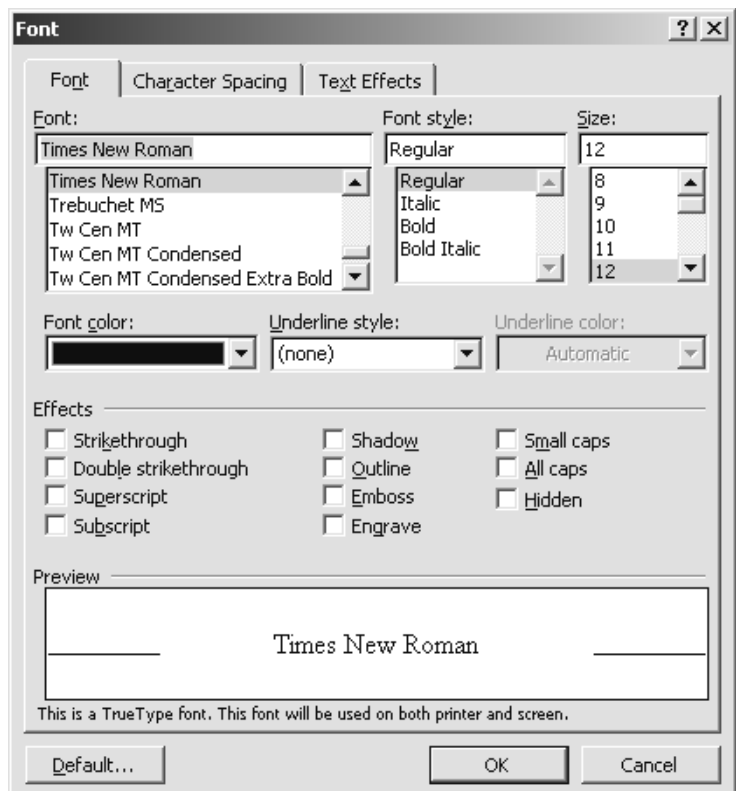 Font
Font Character Spacing Text Effects
Font: Font style: Size:
Times New Roman Regular 12
Times New Roman Regular 8
Trebuchet MS Italic 9
Tw Cen MT Bold 10
Tw Cen MT Condensed Bold Italic 11
Tw Cen MT Condensed Extra Bold 12
Font color: Underline style: Underline color:
(none) Automatic
Effects
Strikethrough Shadow Small caps
Double strikethrough Outline All caps
Superscript Emboss Hidden
Subscript Engrave
Preview
Times New Roman
This is a TrueType font. This font will be used on both printer and screen.
Default... OK Cancel